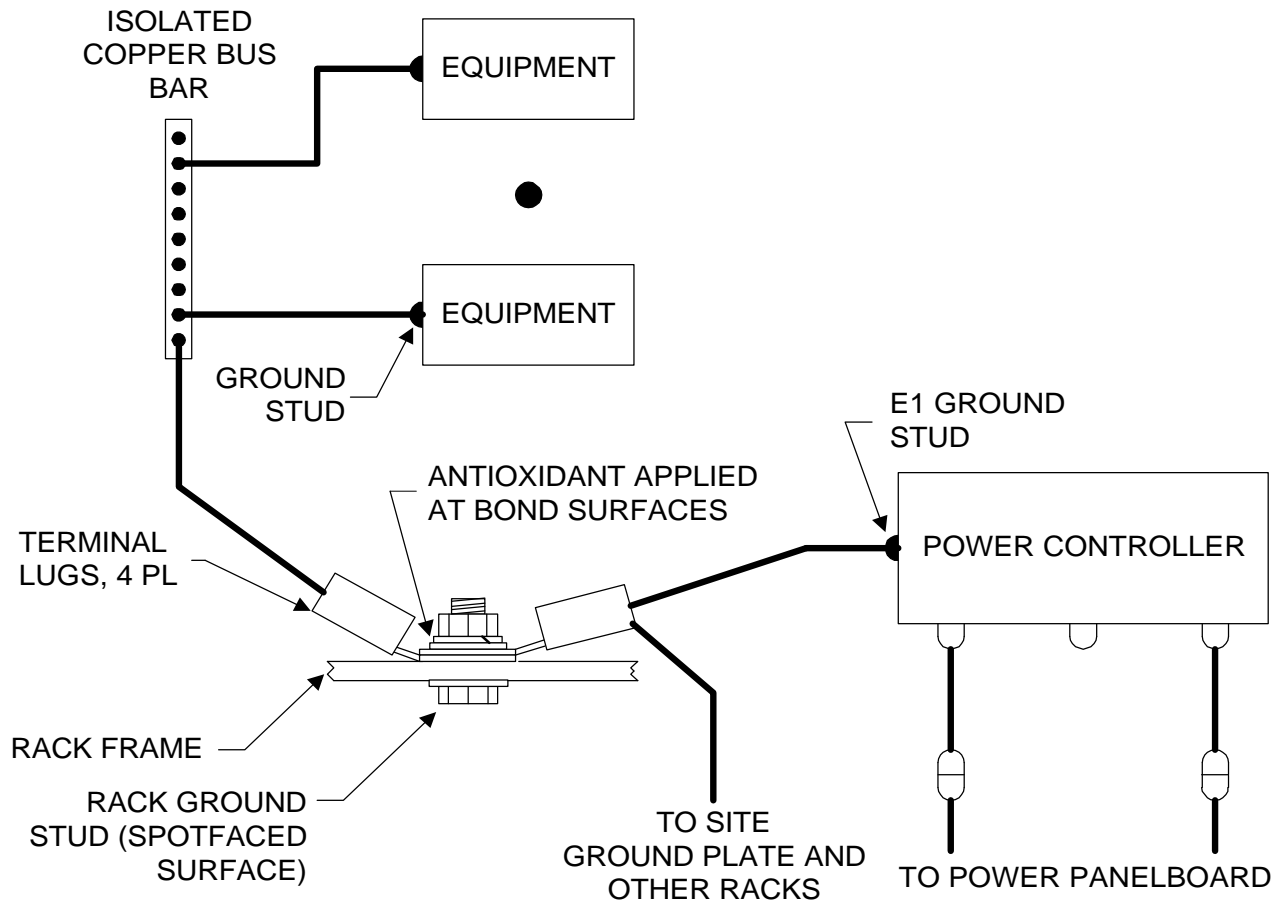 ISOLATED
COPPER BUS
BAR
EQUIPMENT
EQUIPMENT
GROUND
STUD
E1 GROUND
STUD
ANTIOXIDANT APPLIED
AT BOND SURFACES
TERMINAL
LUGS, 4 PL
POWER CONTROLLER
RACK FRAME
RACK GROUND
STUD (SPOTFACED
SURFACE)
TO SITE
GROUND PLATE AND
OTHER RACKS
TO POWER PANELBOARD